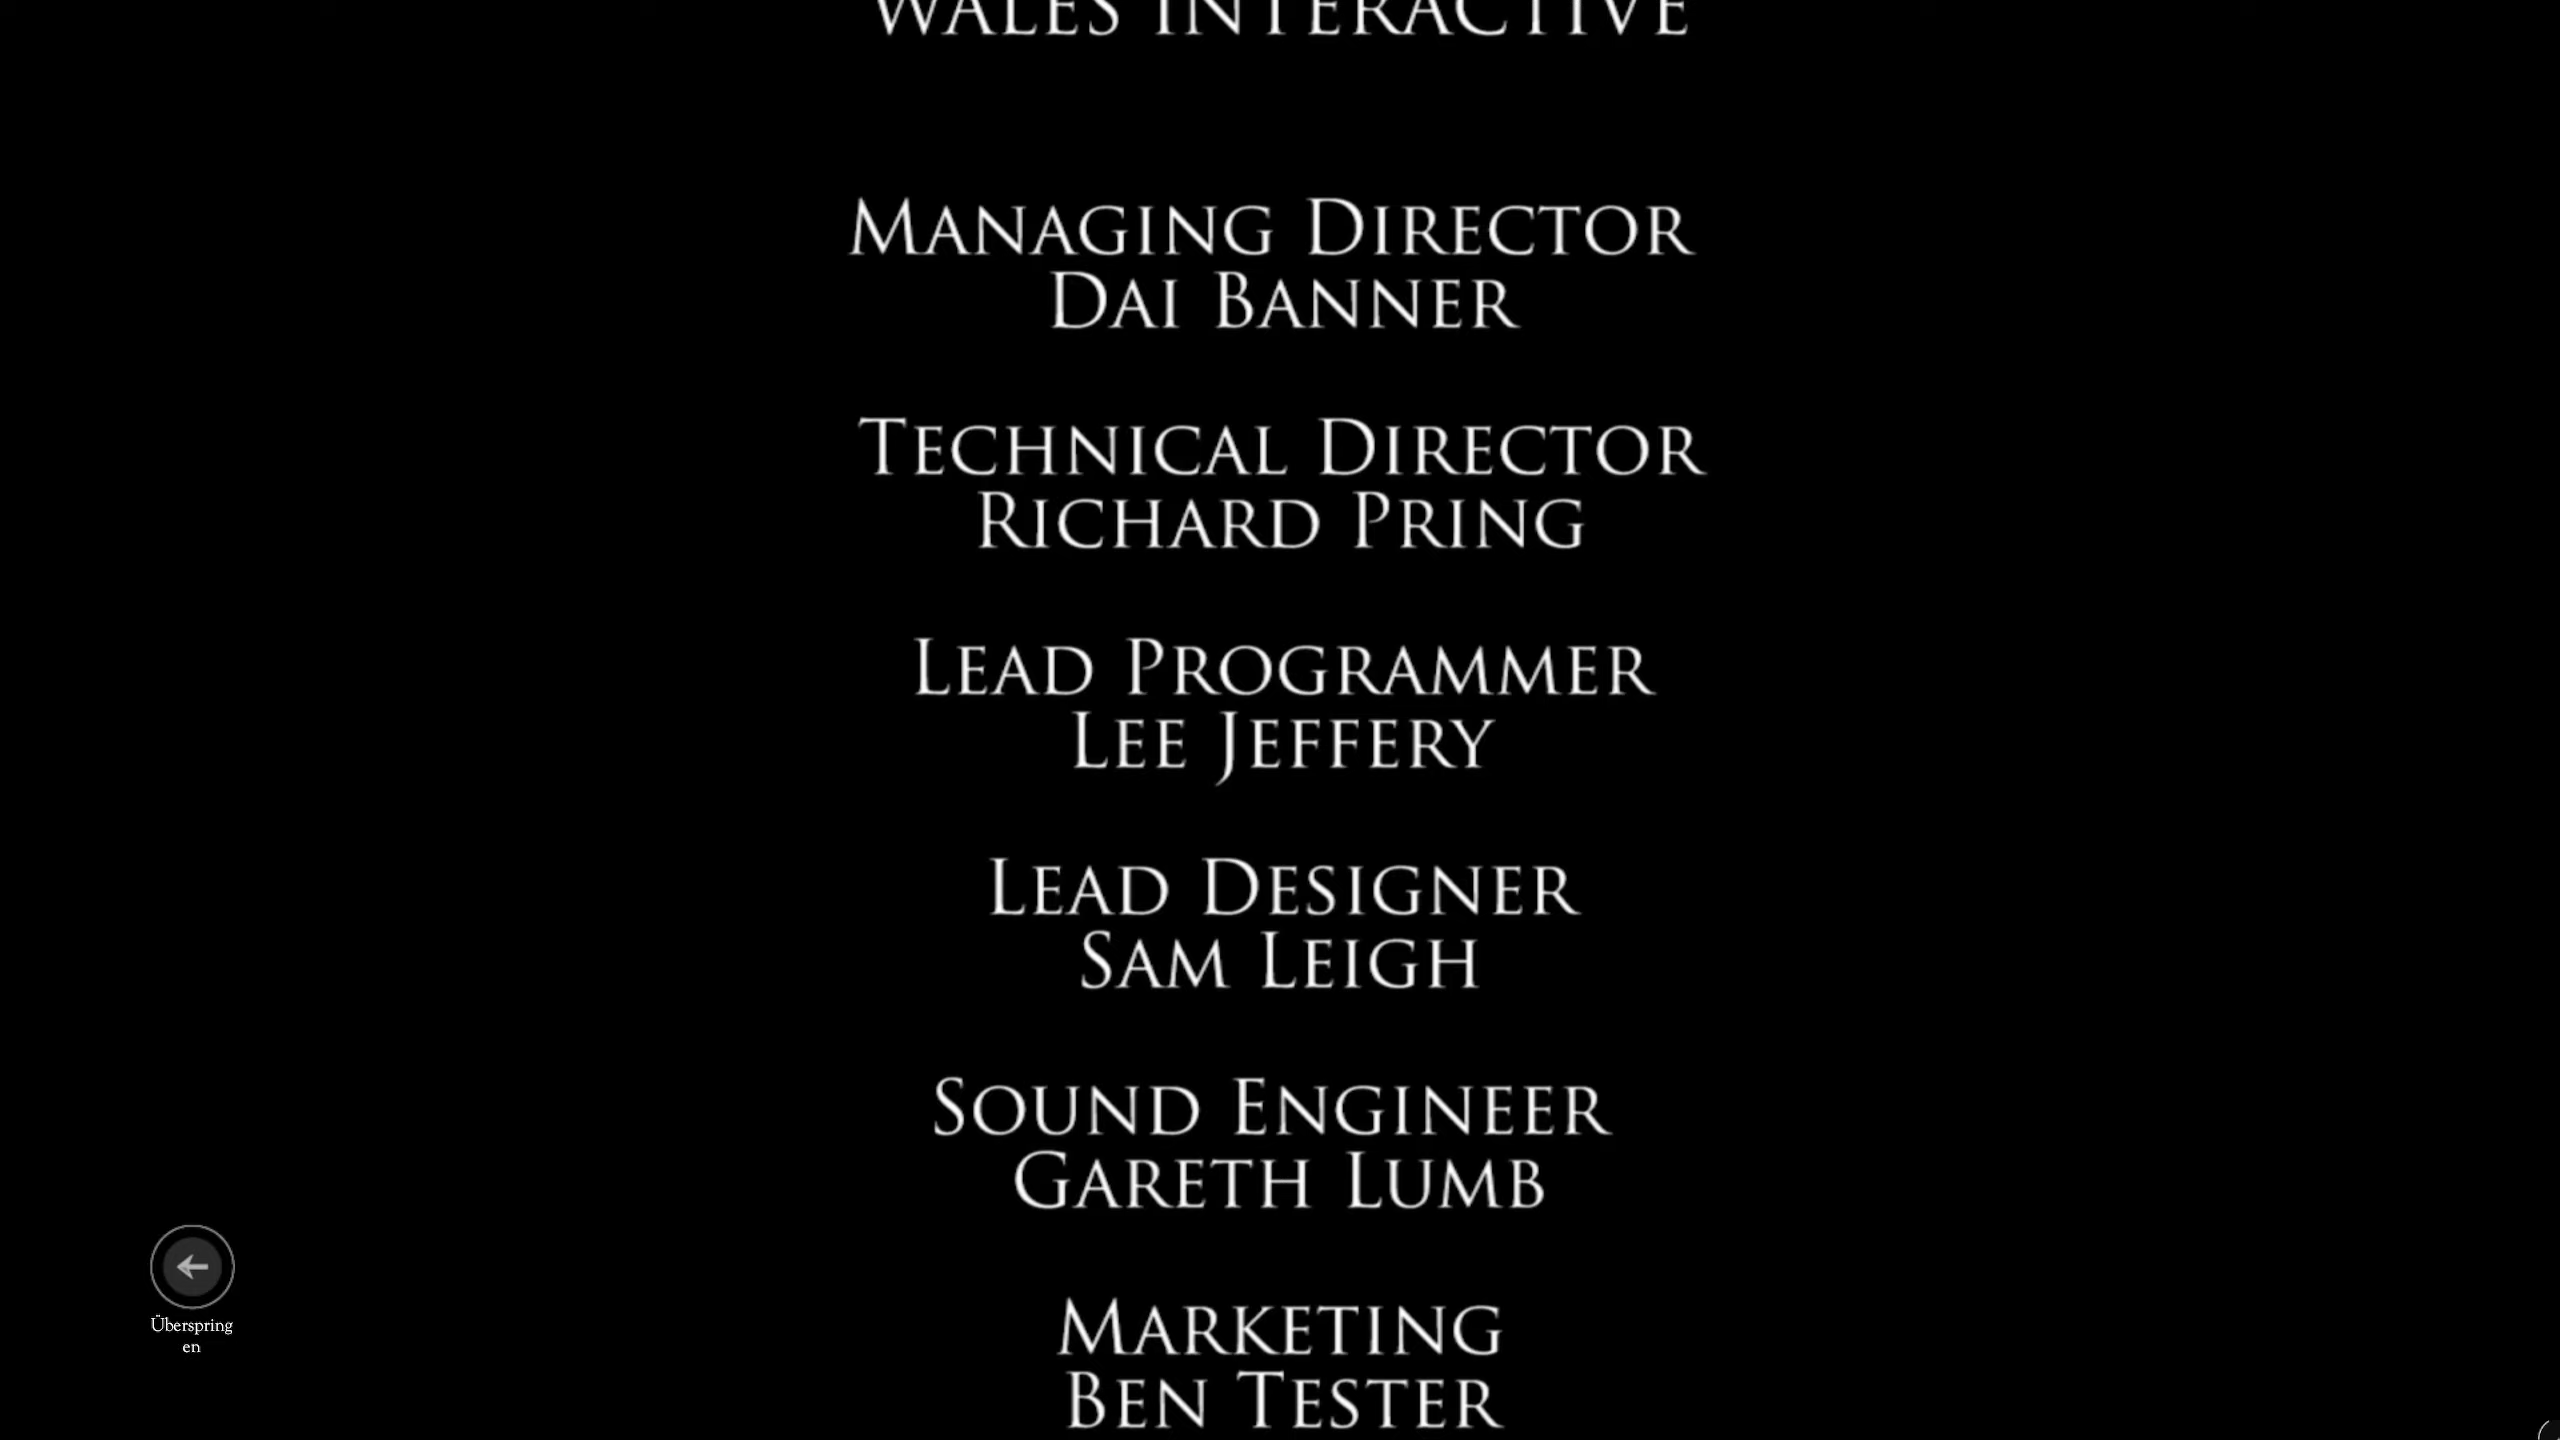 WALES INTERACTIVE
MANAGING DIRECTOR
DAI BANNER
TECHNICAL DIRECTOR
RICHARD PRING
LEAD PROGRAMMER
LEE JEFFERY
LEAD DESIGNER
SAM LEIGH
SOUND ENGINEER
GARETH LUMB
MARKETING
BEN TESTER
Überspring
en